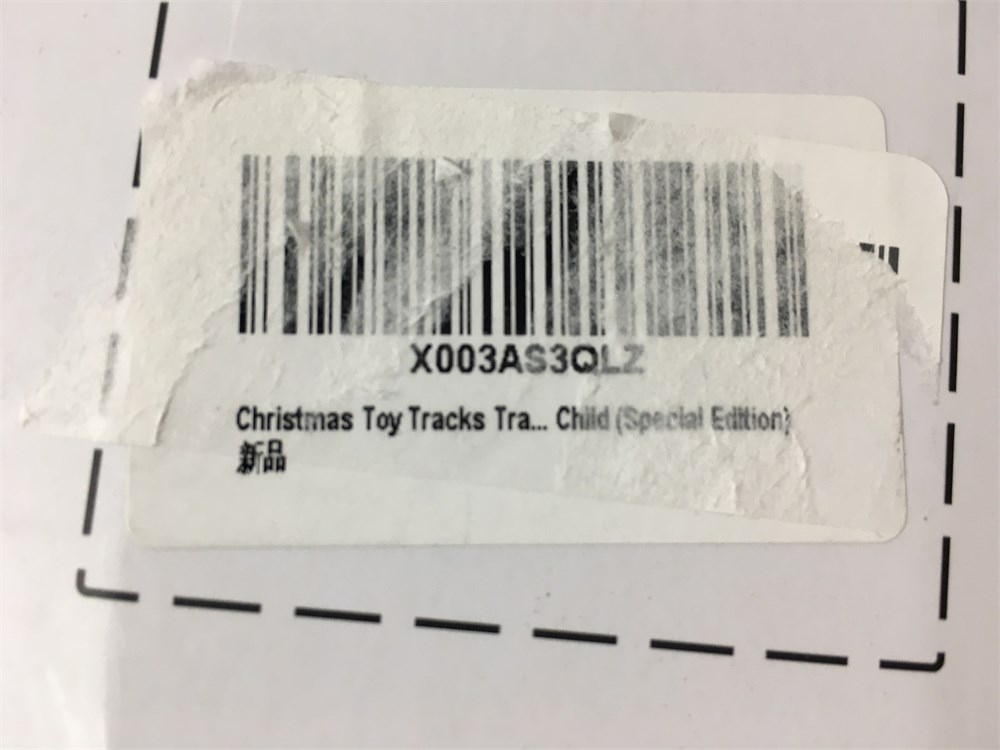 X003AS3QLZ
Christmas Toy Tracks Tra... Child (Special Edition)
新品